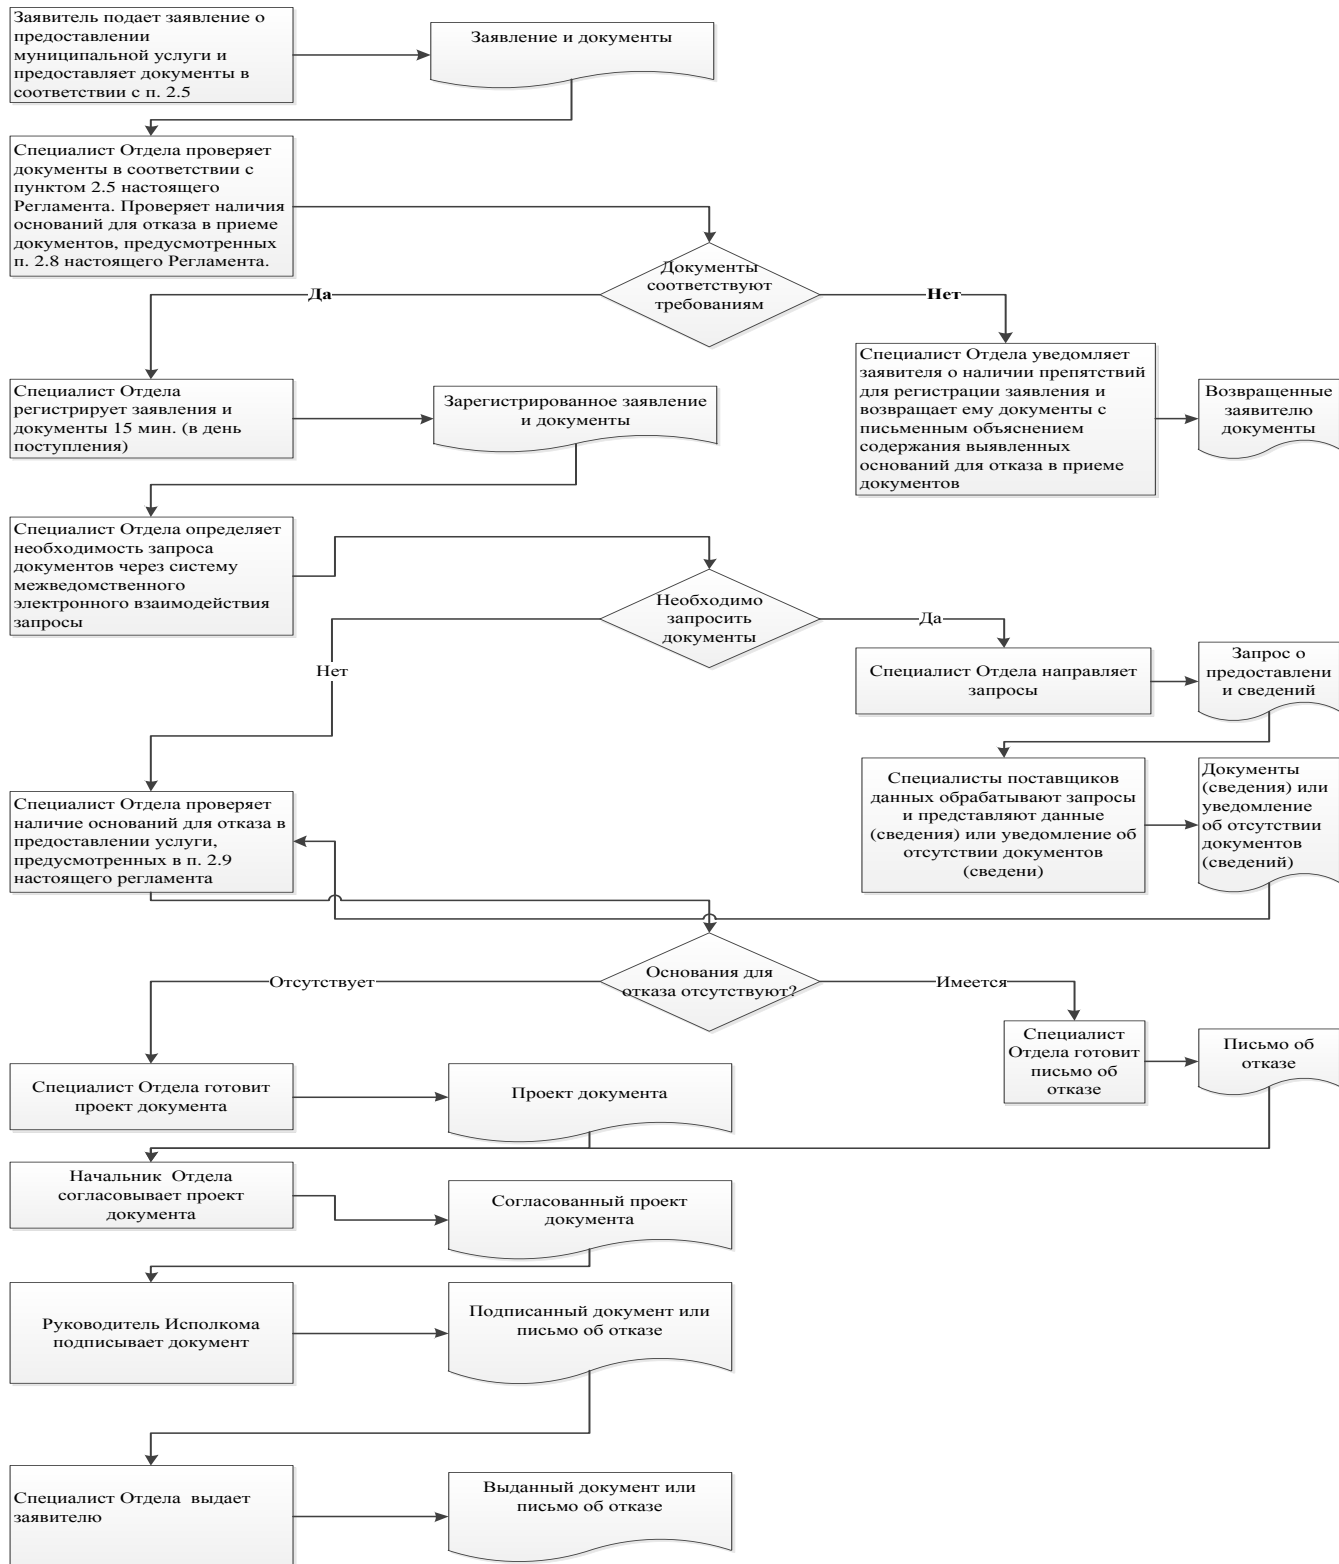 Заявитель подает заявление о
предоставлении
муниципальной услуги и
предоставляет документы в
соответствии с п. 2.5
Заявление и документы
Специалист Отдела проверяет
документы в соответствии с
пунктом 2.5 настоящего
Регламента. Проверяет наличия
оснований для отказа в приеме
документов, предусмотренных
п. 2.8 настоящего Регламента.
Документы
соответствуют
требованиям
Да
Нет
Специалист Отдела
регистрирует заявления и
документы 15 мин. (в день
поступления)
Зарегистрированное заявление
и документы
Специалист Отдела уведомляет
заявителя о наличии препятствий
для регистрации заявления и
возвращает ему документы с
письменным объяснением
содержания выявленных
оснований для отказа в приеме
документов
Возвращенные
заявителю
документы
Специалист Отдела определяет
необходимость запроса
документов через систему
межведомственного
электронного взаимодействия
запросы
Необходимо
запросить
документы
Да
Нет
Специалист Отдела направляет
запросы
Запрос о
предоставлени
и сведений
Специалисты поставщиков
данных обрабатывают запросы
и представляют данные
(сведения) или уведомление об
отсутствии документов
(сведени)
Документы
(сведения) или
уведомление
об отсутствии
документов
(сведений)
Специалист Отдела проверяет
наличие оснований для отказа в
предоставлении услуги,
предусмотренных в п. 2.9
настоящего регламента
Основания для
отказа отсутствуют?
Отсутствует
Имеется
Специалист
Отдела готовит
письмо об
отказе
Письмо об
отказе
Специалист Отдела готовит
проект документа
Проект документа
Начальник Отдела
согласовывает проект
документа
Согласованный проект
документа
Руководитель Исполкома
подписывает документ
Подписанный документ или
письмо об отказе
Специалист Отдела выдает
заявителю
Выданный документ или
письмо об отказе